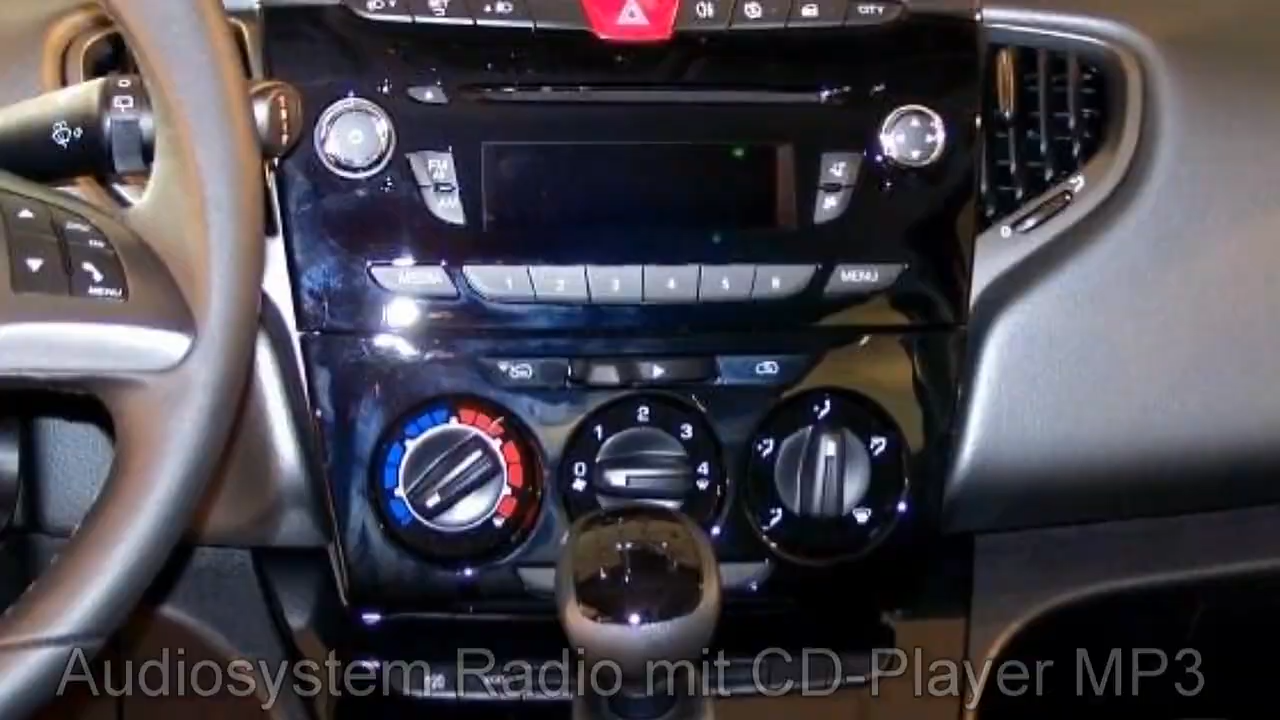 CITY
FM
MEDIA
1 2 3 4 5 6
MENU
MENU
0 1 2 3 4
Audiosystem Radio mit CD-Player MP3